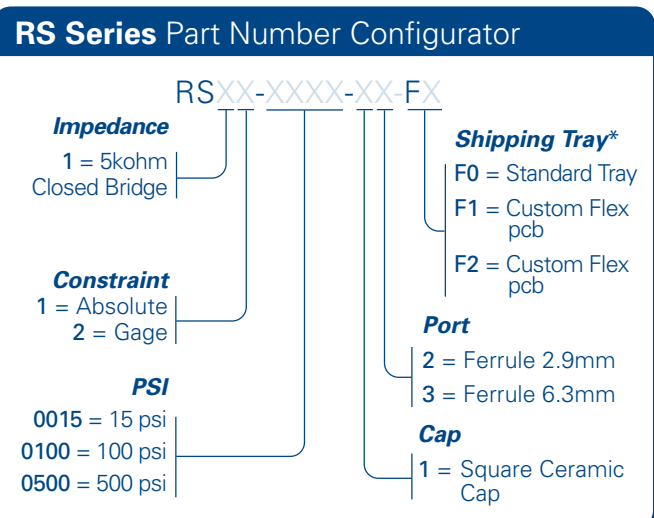 RS Series Part Number Configurator
RSXX-XXXX-XX-FX
Impedance
1 = 5kohm
Closed Bridge
Constraint
1 = Absolute
2 = Gage
PSI
0015 = 15 psi
0100 = 100 psi
0500 = 500 psi
Shipping Tray*
F0 = Standard Tray
F1 = Custom Flex
pcb
F2 = Custom Flex
pcb
Port
2 = Ferrule 2.9mm
3 = Ferrule 6.3mm
Cap
1 = Square Ceramic
Cap